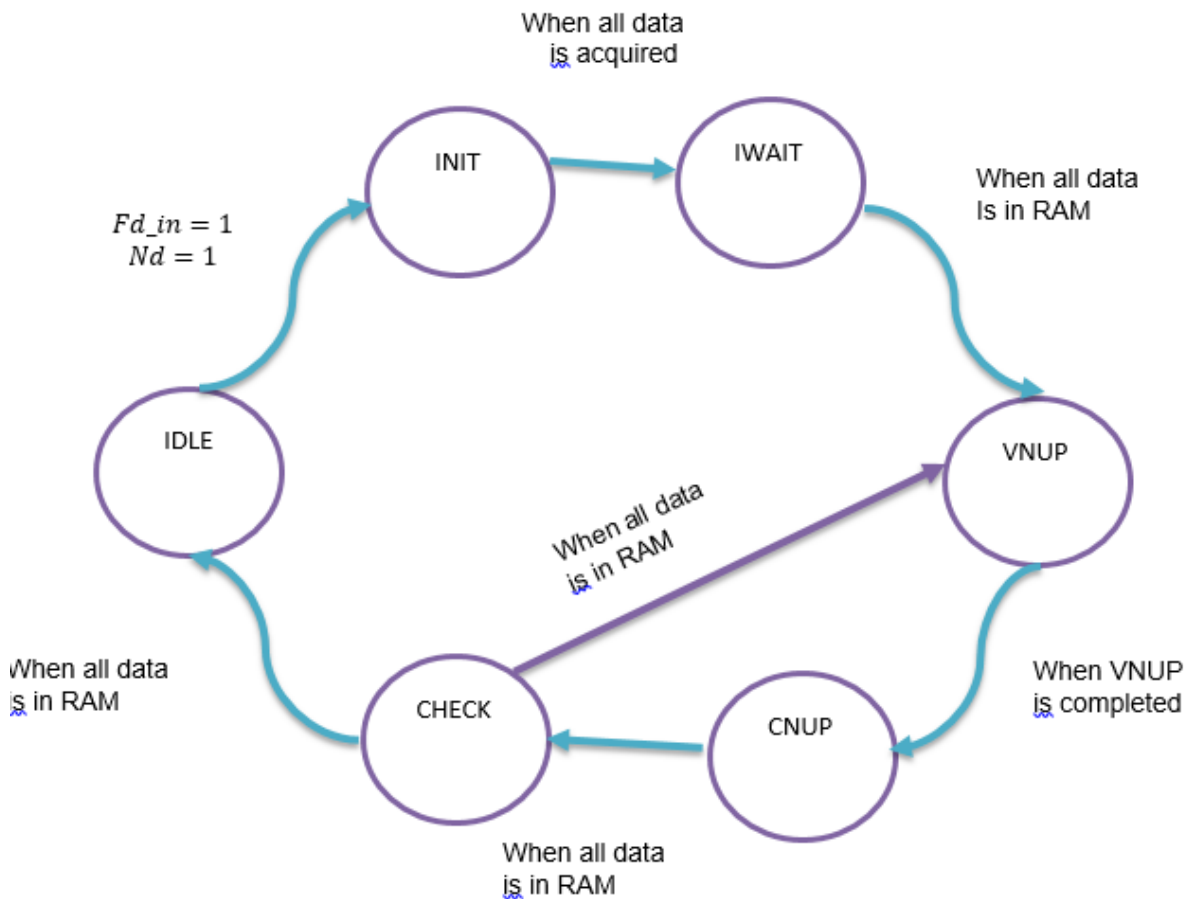 When all data
is acquired
INIT
IWAIT
When all data
Is in RAM
Fd_in = 1
Nd = 1
IDLE
VNUP
When all data
is in RAM
When all data
is in RAM
When VNUP
is completed
CHECK
CNUP
When all data
is in RAM